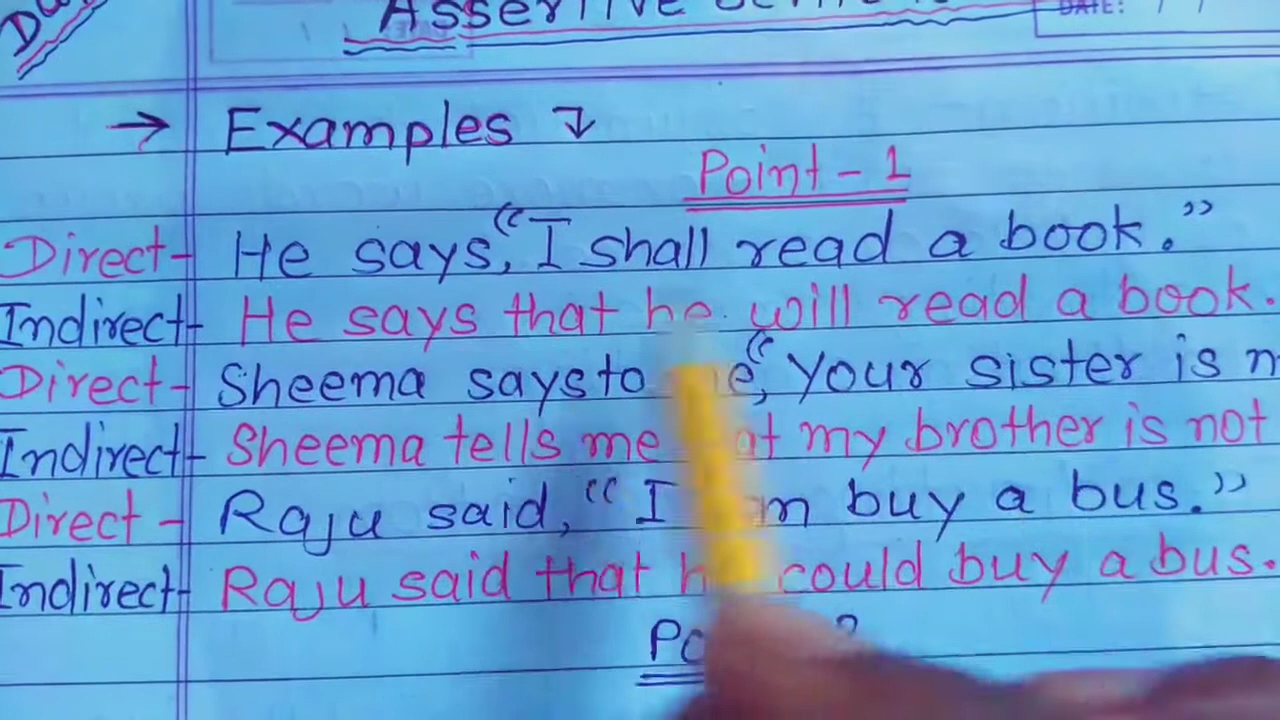 DATE: / /
→ Examples ↴
Point - 1
Direct - He says, "I shall read a book."
Indirect - He says that he will read a book.
Direct - Sheema says to "Your sister is
Indirect - Sheema tells me my brother is not
Direct - Raju said, "I buy a bus."
Indirect - Raju said that could buy a bus.